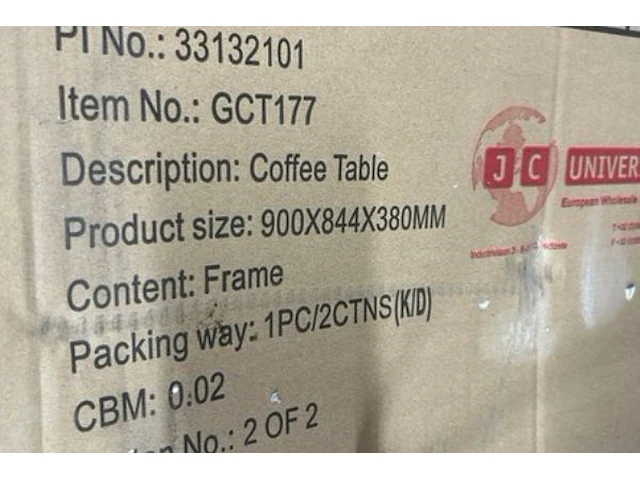 PI No.: 33132101
Item No.: GCT177
Description: Coffee Table
Product size: 900X844X380MM
Content: Frame
Packing way: 1PC/2CTNS(K/D)
CBM: 0.02
No.: 2 OF 2
J C UNIVER
European Wholesale